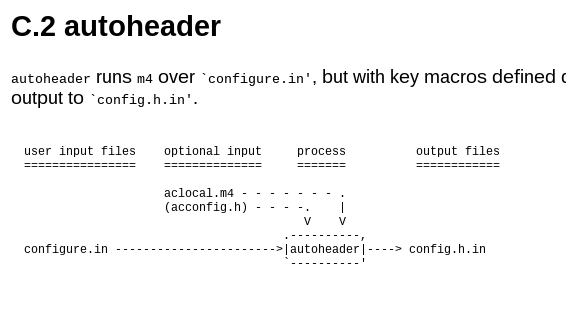 C.2 autoheader
autoheader runs m4 over `configure.in', but with key macros defined
output to `config.h.in'.
user input files    optional input     process          output files
================    ==============     =======          ============
                    aclocal.m4 - - - - - - - .
                    (acconfig.h) - - - -.    |
                                        V    V
                                     .----------,
configure.in ----------------------->|autoheader|----> config.h.in
                                     `----------'